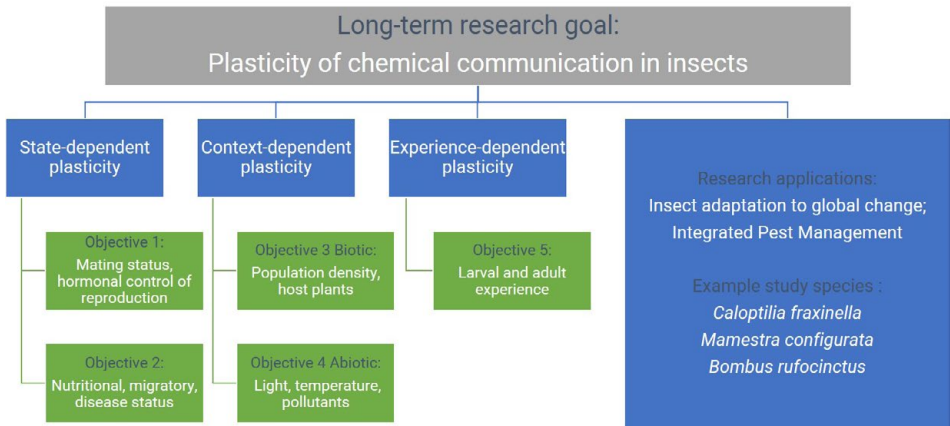 Long-term research goal:
Plasticity of chemical communication in insects
State-dependent
plasticity
Objective 1:
Mating status,
hormonal control of
reproduction
Objective 2:
Nutritional, migratory,
disease status
Context-dependent
plasticity
Objective 3 Biotic:
Population density,
host plants
Objective 4 Abiotic:
Light, temperature,
pollutants
Experience-dependent
plasticity
Objective 5:
Larval and adult
experience
Research applications:
Insect adaptation to global change;
Integrated Pest Management
Example study species :
Caloptilia fraxinella
Mamestra configurata
Bombus rufocinctus